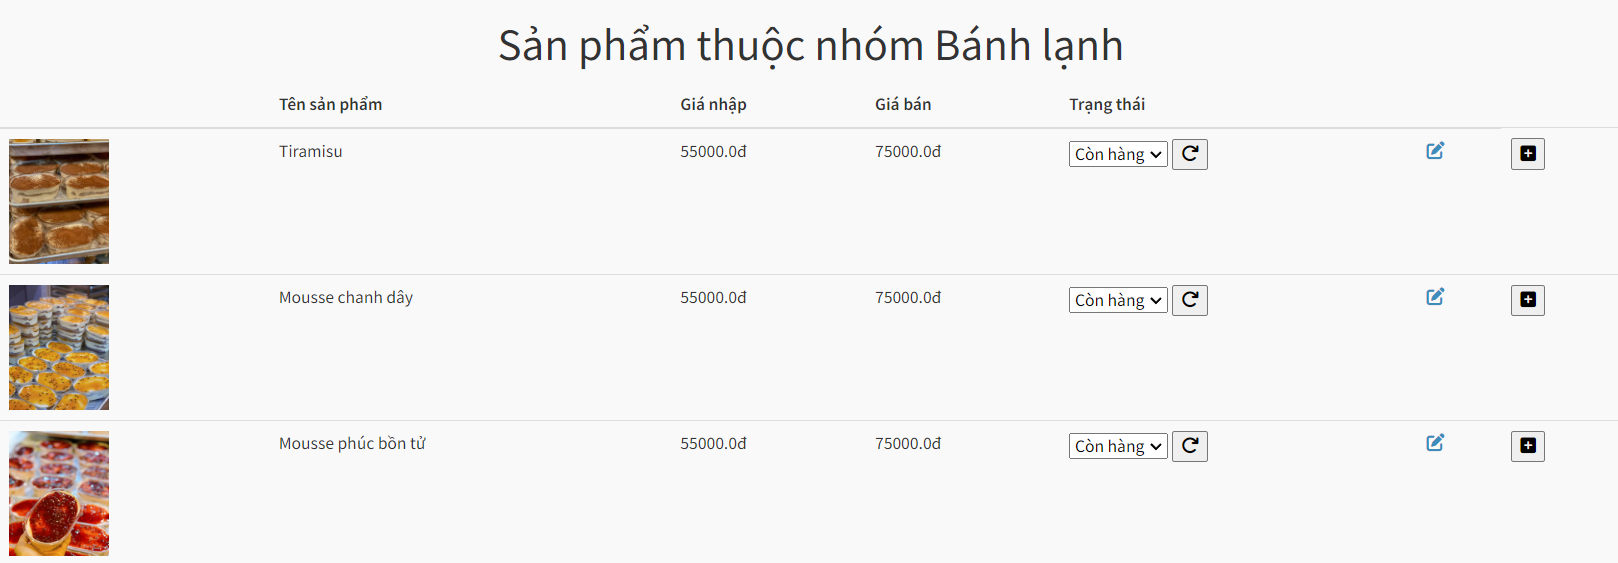 Sản phẩm thuộc nhóm Bánh lạnh
Tên sản phẩm Giá nhập Giá bán Trạng thái
Tiramisu 55000.0đ 75000.0đ Còn hàng
Mousse chanh dây 55000.0đ 75000.0đ Còn hàng
Mousse phúc bồn tử 55000.0đ 75000.0đ Còn hàng